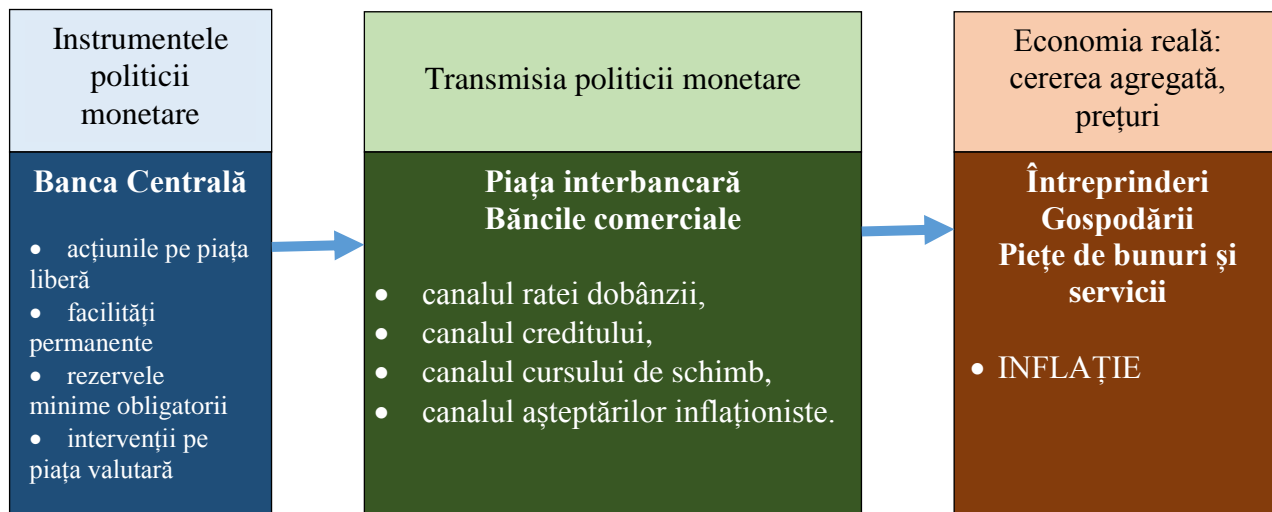 Instrumentele
politicii
monetare
Banca Centrală
• acțiunile pe piața
liberă
• facilități
permanente
• rezervele
minime obligatorii
• intervenții pe
piața valutară
Transmisia politicii monetare
Piața interbancară
Băncile comerciale
• canalul ratei dobânzii,
• canalul creditului,
• canalul cursului de schimb,
• canalul așteptărilor inflaționiste.
Economia reală:
cererea agregată,
prețuri
Întreprinderi
Gospodării
Piețe de bunuri și
servicii
• INFLAȚIE